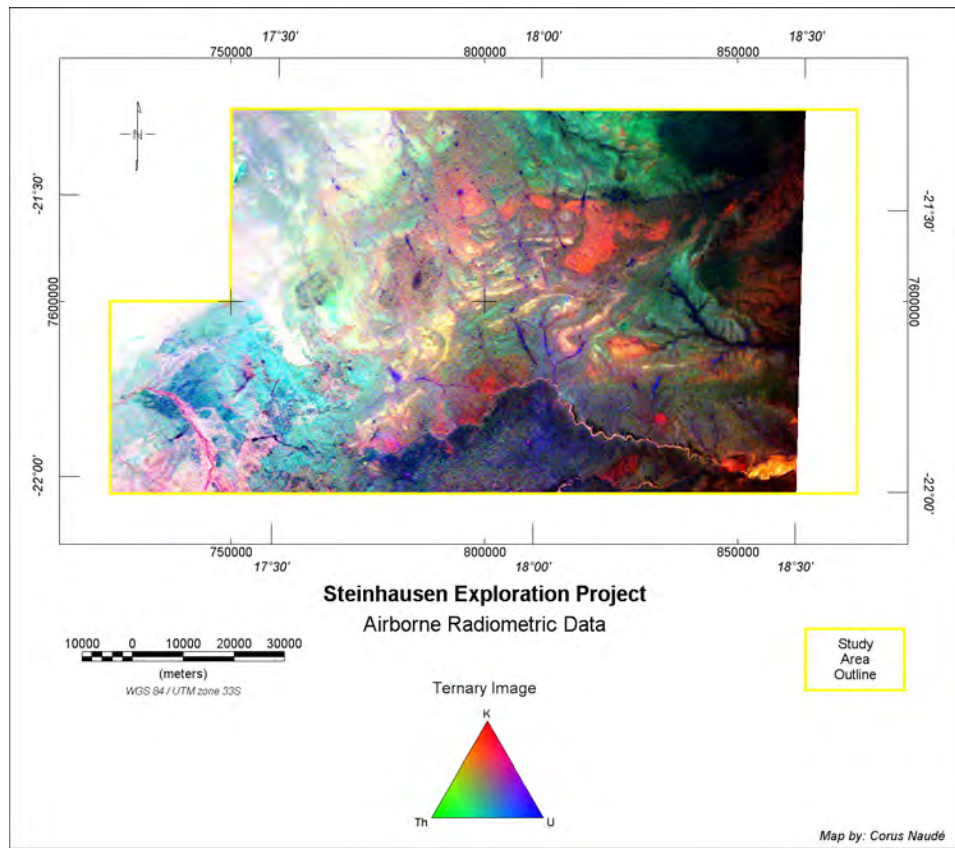 17°30' 18°00' 18°30'
750000 800000 850000
N
-21°30' -21°30'
7600000 7600000
-22°00' -22°00'
750000 800000 850000
17°30' 18°00' 18°30'
Steinhausen Exploration Project
Airborne Radiometric Data
10000 0 10000 20000 30000
(meters)
WGS 84 / UTM zone 33S
Study
Area
Outline
Ternary Image
K
Th U
Map by: Corus Naudé